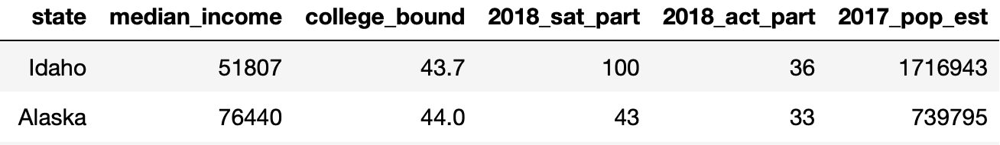 state median_income college_bound 2018_sat_part 2018_act_part 2017_pop_est
Idaho 51807 43.7 100 36 1716943
Alaska 76440 44.0 43 33 739795